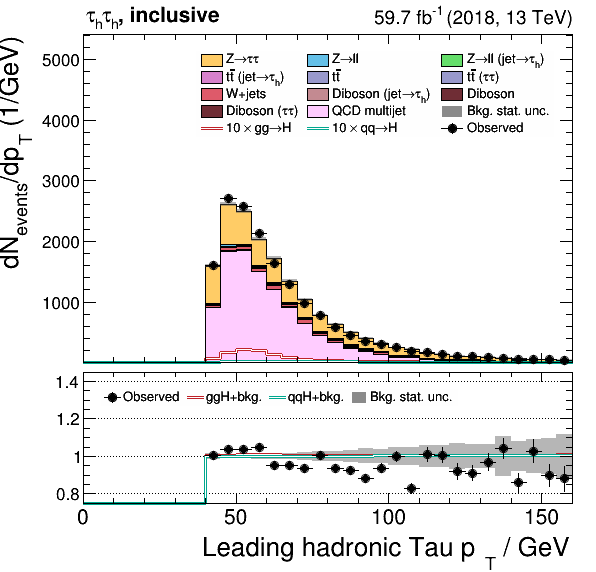 τₕτₕ, inclusive
59.7 fb⁻¹ (2018, 13 TeV)
dN_events/dp_T (1/GeV)
5000
4000
3000
2000
1000
Z→ττ Z→ll Z→ll (jet→τₕ)
tt̄ (jet→τₕ) tt̄ tt̄ (ττ)
W+jets Diboson (jet→τₕ) Diboson
Diboson (ττ) QCD multijet Bkg. stat. unc.
10 × gg→H 10 × qq→H Observed
1.4
1.2
1
0.8
Observed ggH+bkg. qqH+bkg. Bkg. stat. unc.
0 50 100 150
Leading hadronic Tau p_T / GeV